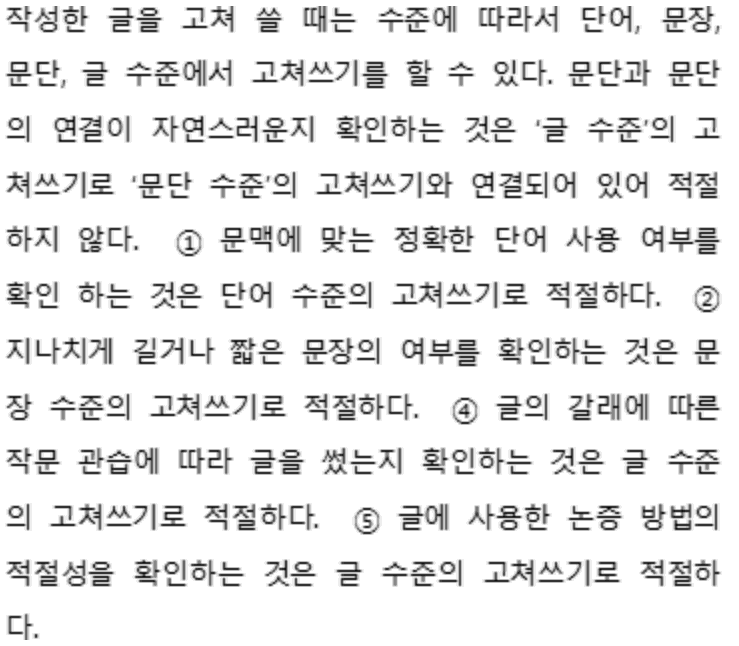 작성한 글을 고쳐 쓸 때는 수준에 따라서 단어, 문장,
문단, 글 수준에서 고쳐쓰기를 할 수 있다. 문단과 문단
의 연결이 자연스러운지 확인하는 것은 ‘글 수준’의 고
쳐쓰기로 ‘문단 수준’의 고쳐쓰기와 연결되어 있어 적절
하지 않다. ① 문맥에 맞는 정확한 단어 사용 여부를
확인 하는 것은 단어 수준의 고쳐쓰기로 적절하다. ②
지나치게 길거나 짧은 문장의 여부를 확인하는 것은 문
장 수준의 고쳐쓰기로 적절하다. ④ 글의 갈래에 따른
작문 관습에 따라 글을 썼는지 확인하는 것은 글 수준
의 고쳐쓰기로 적절하다. ⑤ 글에 사용한 논증 방법의
적절성을 확인하는 것은 글 수준의 고쳐쓰기로 적절하
다.